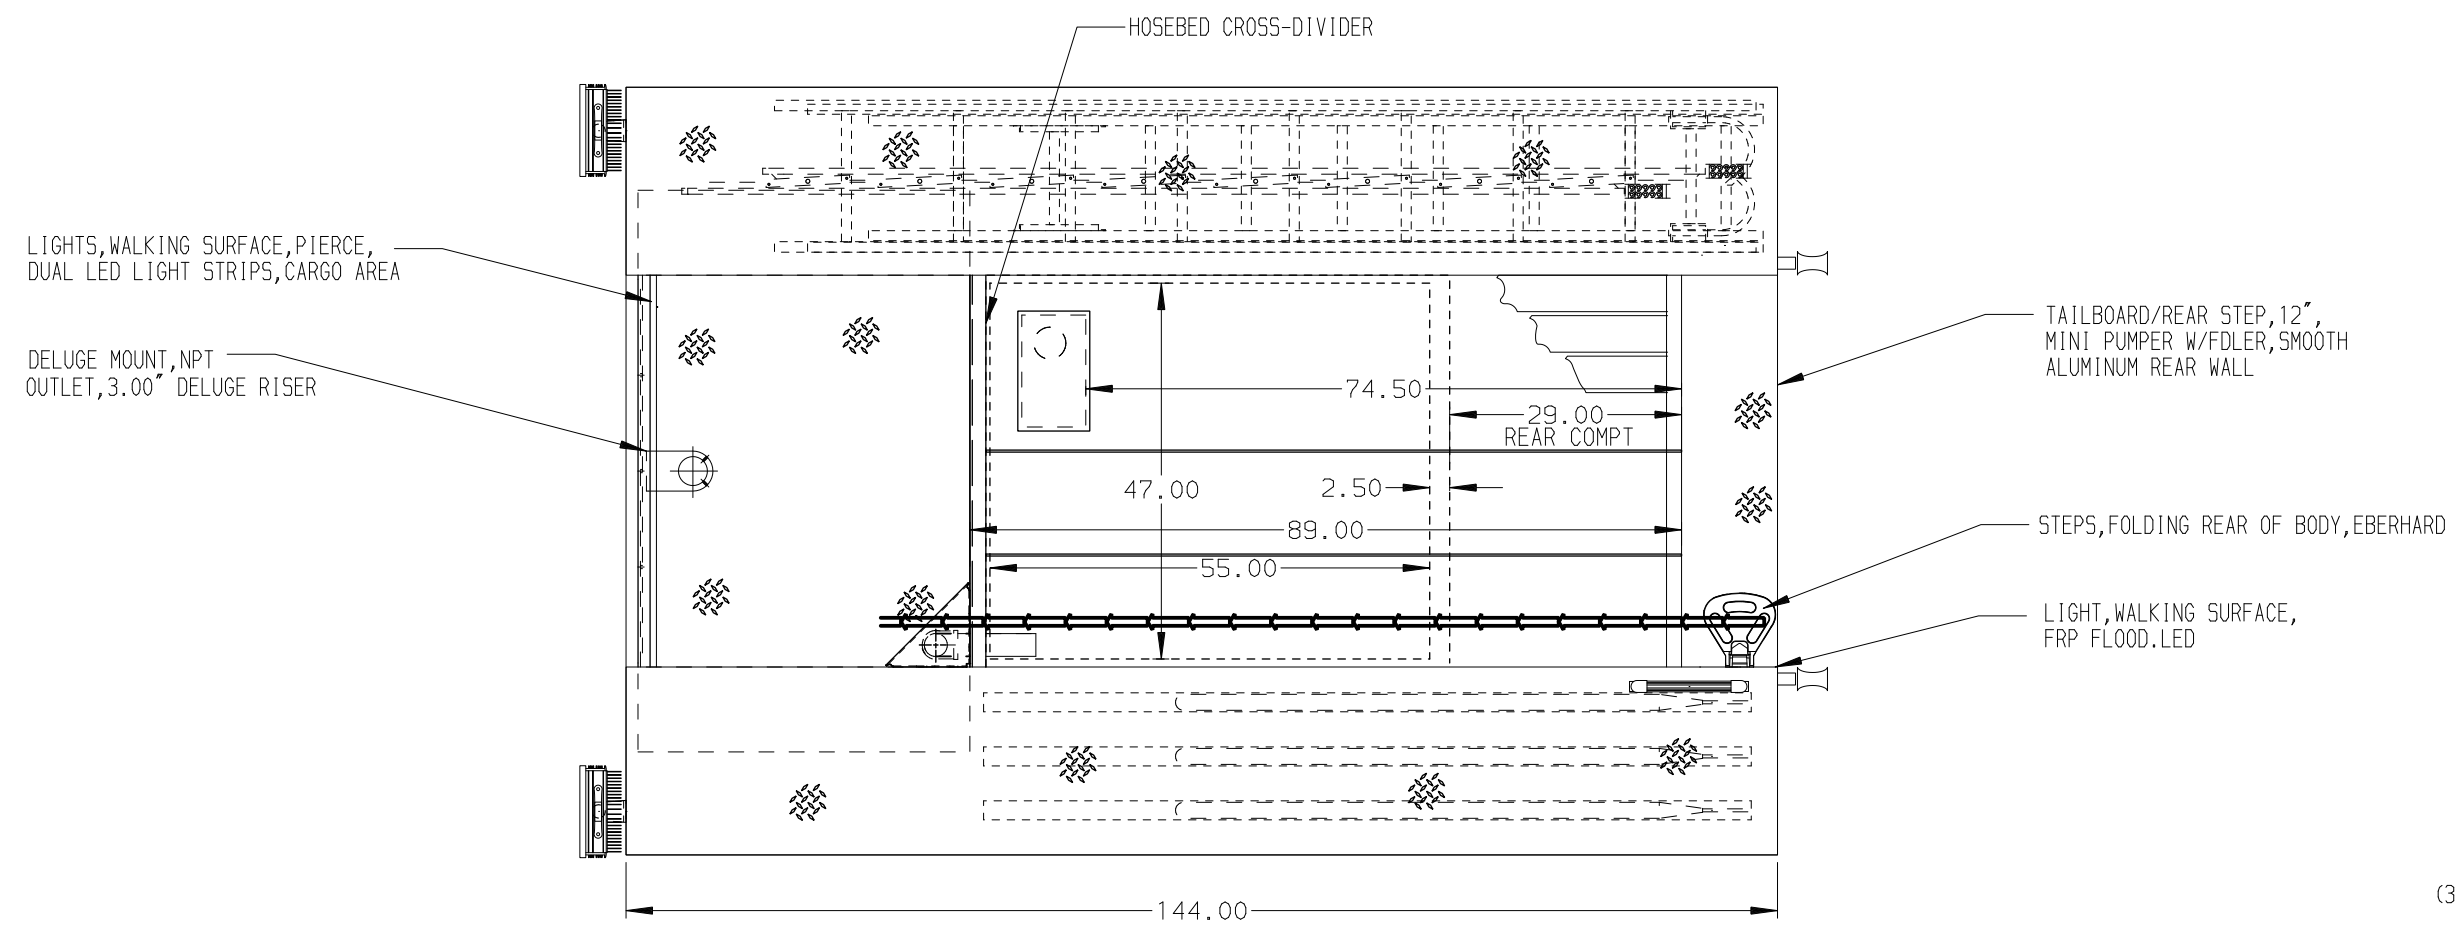 HOSEBED CROSS-DIVIDER
LIGHTS,WALKING SURFACE,PIERCE,
DUAL LED LIGHT STRIPS,CARGO AREA
DELUGE MOUNT,NPT
OUTLET,3.00" DELUGE RISER
TAILBOARD/REAR STEP,12",
MINI PUMPER W/FDLER,SMOOTH
ALUMINUM REAR WALL
74.50
29.00
REAR COMPT
47.00
2.50
89.00
STEPS,FOLDING REAR OF BODY,EBERHARD
55.00
LIGHT,WALKING SURFACE,
FRP FLOOD.LED
144.00
(3